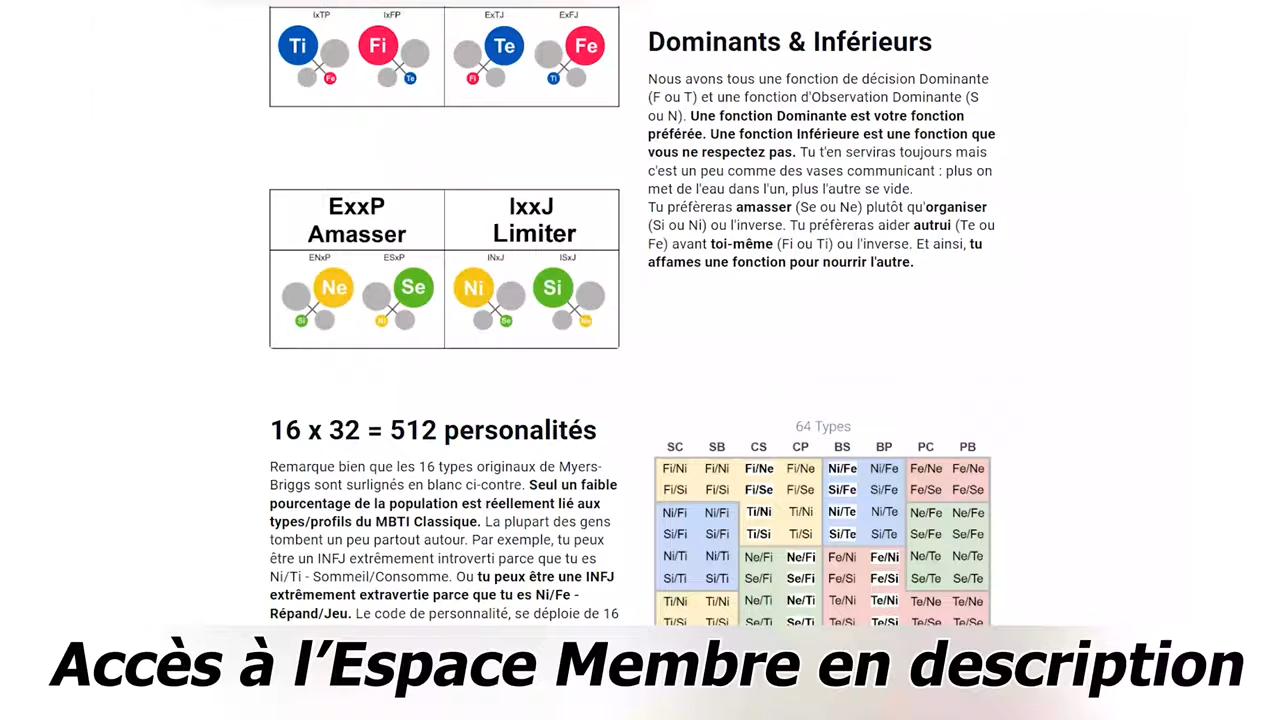 IxTP IxFP ExTJ ExFJ
Ti Fi Te Fe
Fe Te Fi Ti
Dominants & Inférieurs
Nous avons tous une fonction de décision Dominante
(F ou T) et une fonction d'Observation Dominante (S
ou N). Une fonction Dominante est votre fonction
préférée. Une fonction Inférieure est une fonction que
vous ne respectez pas. Tu t'en serviras toujours mais
c'est un peu comme des vases communicant : plus on
met de l'eau dans l'un, plus l'autre se vide.
Tu préfèreras amasser (Se ou Ne) plutôt qu'organiser
(Si ou Ni) ou l'inverse. Tu préfèreras aider autrui (Te ou
Fe) avant toi-même (Fi ou Ti) ou l'inverse. Et ainsi, tu
affames une fonction pour nourrir l'autre.
ExxP IxxJ
Amasser Limiter
ENxP ESxP INxJ ISxJ
Ne Se Ni Si
Si Ni Se Ne
16 x 32 = 512 personalités
Remarque bien que les 16 types originaux de Myers-
Briggs sont surlignés en blanc ci-contre. Seul un faible
pourcentage de la population est réellement lié aux
types/profils du MBTI Classique. La plupart des gens
tombent un peu partout autour. Par exemple, tu peux
être un INFJ extrêmement introverti parce que tu es
Ni/Ti - Sommeil/Consomme. Ou tu peux être une INFJ
extrêmement extravertie parce que tu es Ni/Fe -
Répand/Jeu. Le code de personnalité, se déploie de 16
64 Types
SC SB CS CP BS BP PC PB
Fi/Ni Fi/Ni Fi/Ne Fi/Ne Ni/Fe Ni/Fe Fe/Ne Fe/Ne
Fi/Si Fi/Si Fi/Se Fi/Se Si/Fe Si/Fe Fe/Se Fe/Se
Ni/Fi Ni/Fi Ti/Ni Ti/Ni Ni/Te Ni/Te Ne/Fe Ne/Fe
Si/Fi Si/Fi Ti/Si Ti/Si Si/Te Si/Te Se/Fe Se/Fe
Ni/Ti Ni/Ti Ne/Fi Ne/Fi Fe/Ni Fe/Ni Ne/Te Ne/Te
Si/Ti Si/Ti Se/Fi Se/Fi Fe/Si Fe/Si Se/Te Se/Te
Ti/Ni Ti/Ni Ne/Ti Ne/Ti Te/Ni Te/Ni Te/Ne Te/Ne
Ti/Si Ti/Si Se/Ti Se/Ti Te/Si Te/Si Te/Se Te/Se
Accès à l'Espace Membre en description